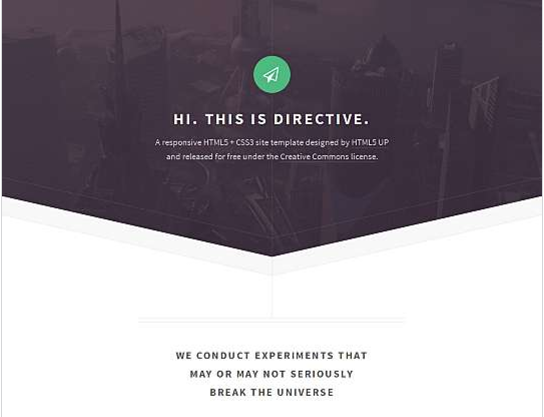 HI. THIS IS DIRECTIVE.
A responsive HTML5 + CSS3 site template designed by HTML5 UP
and released for free under the Creative Commons license.
WE CONDUCT EXPERIMENTS THAT
MAY OR MAY NOT SERIOUSLY
BREAK THE UNIVERSE